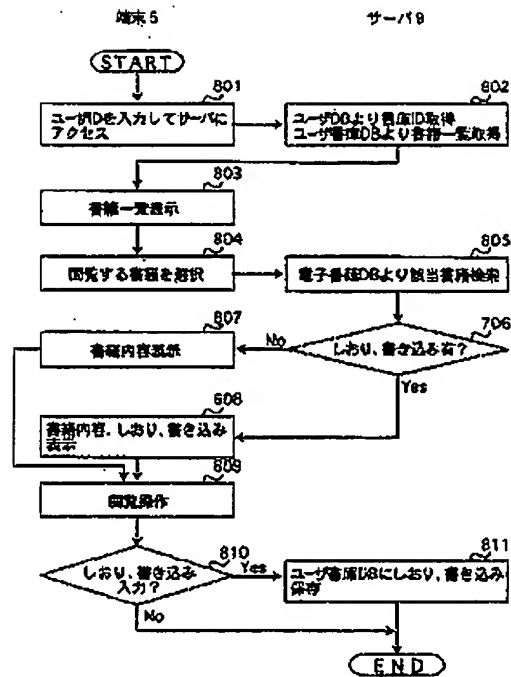 端末5
サーバ9
START
801
ユーザIDを入力してサーバに
アクセス
802
ユーザDBより書庫ID取得
ユーザ書庫DBより書籍一覧取得
803
書籍一覧表示
804
閲覧する書籍を選択
805
電子書籍DBより該当書籍検索
706
しおり、書き込み有?
No
Yes
807
書籍内容表示
808
書籍内容、しおり、書き込み
表示
809
閲覧操作
810
しおり、書き込み
入力?
Yes
No
811
ユーザ書庫DBにしおり、書き込み
保存
END